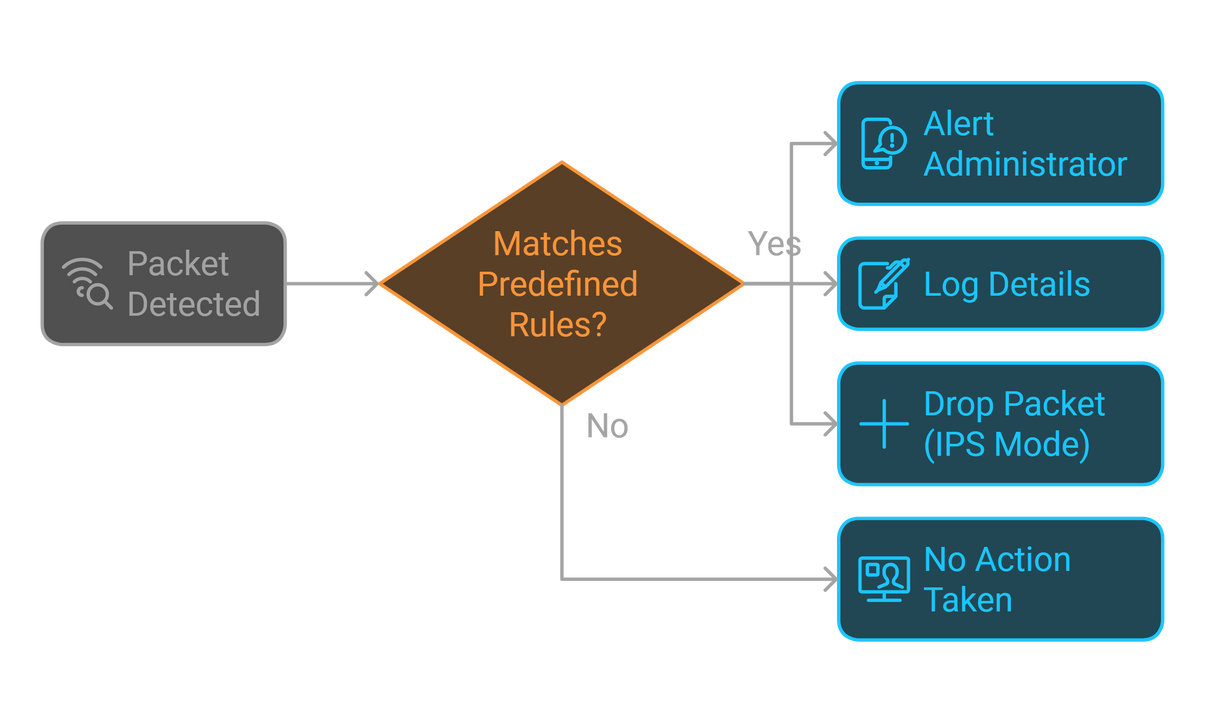 Packet
Detected
Matches
Predefined
Rules?
Yes
No
Alert
Administrator
Log Details
Drop Packet
(IPS Mode)
No Action
Taken